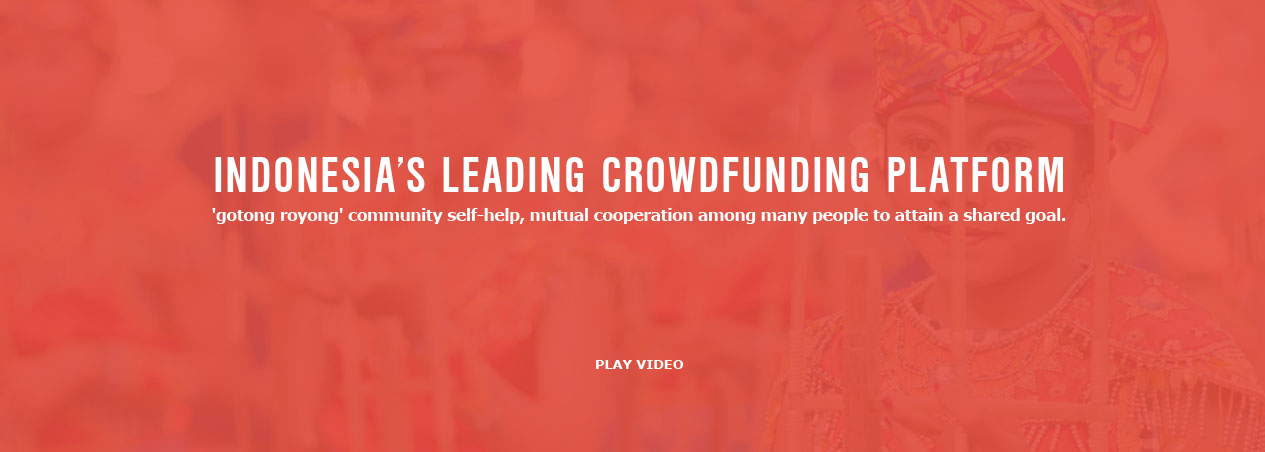 INDONESIA’S LEADING CROWDFUNDING PLATFORM
'gotong royong' community self-help, mutual cooperation among many people to attain a shared goal.
PLAY VIDEO